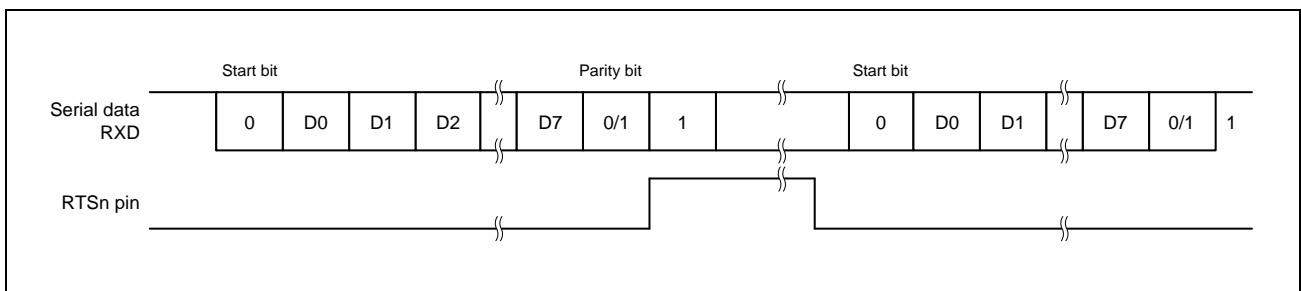 Start bit Parity bit Start bit
Serial data
RXD
0 D0 D1 D2 D7 0/1 1 0 D0 D1 D7 0/1 1
RTSn pin